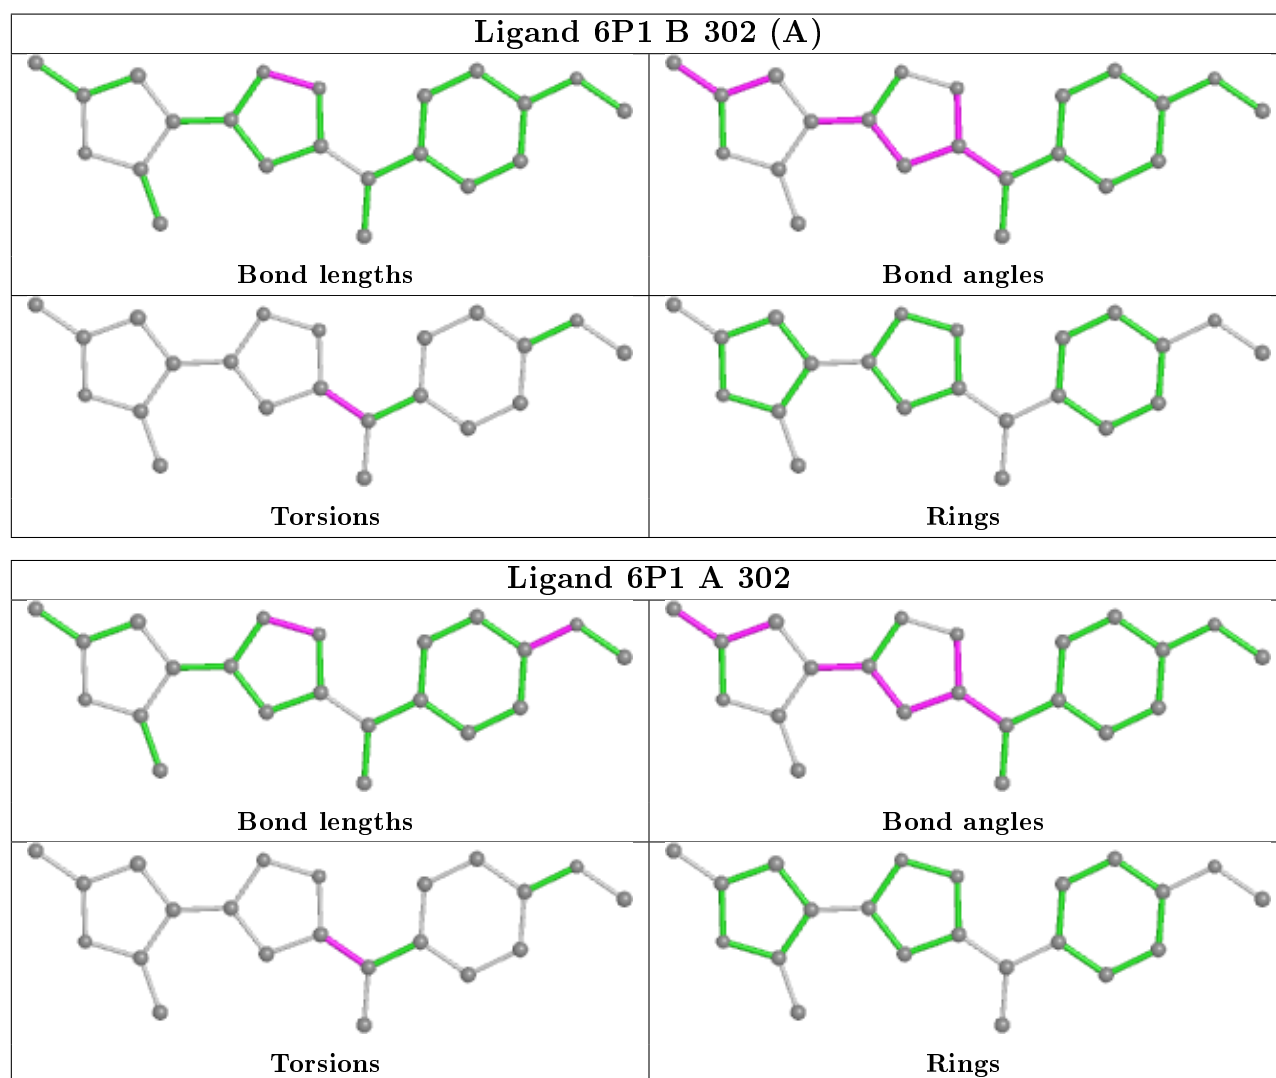 Ligand 6P1 B 302 (A)
Bond lengths
Bond angles
Torsions
Rings
Ligand 6P1 A 302
Bond lengths
Bond angles
Torsions
Rings